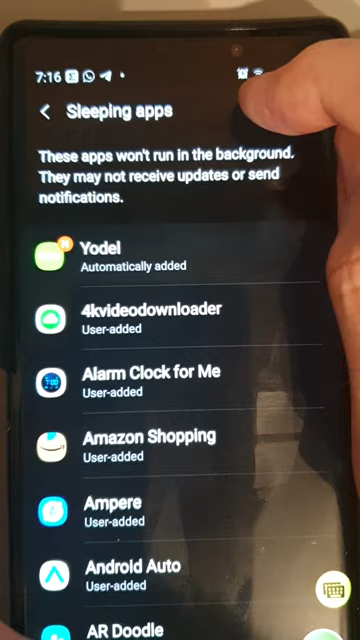 7:16
Sleeping apps
These apps won't run in the background.
They may not receive updates or send
notifications.
N
Yodel
Automatically added
4kvideodownloader
User-added
Alarm Clock for Me
User-added
Amazon Shopping
User-added
Ampere
User-added
Android Auto
User-added
AR Doodle